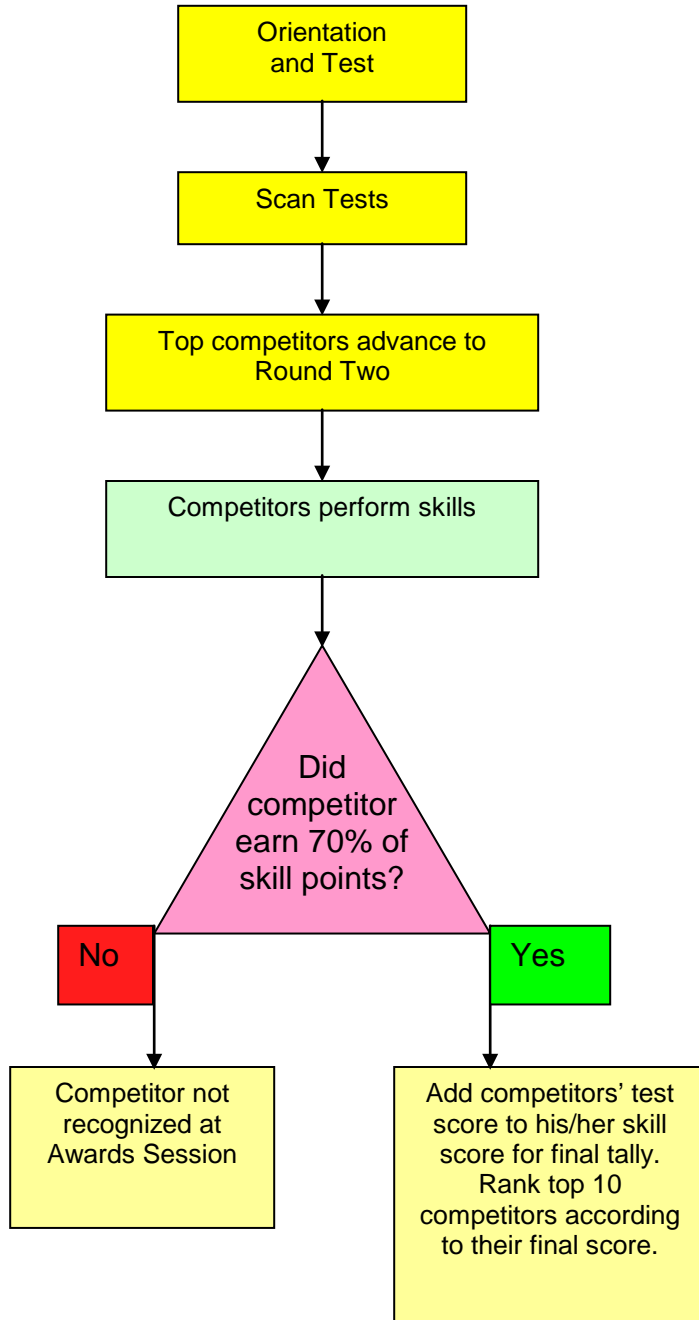 Orientation
and Test
Scan Tests
Top competitors advance to
Round Two
Competitors perform skills
Did
competitor
earn 70% of
skill points?
No
Yes
Competitor not
recognized at
Awards Session
Add competitors’ test
score to his/her skill
score for final tally.
Rank top 10
competitors according
to their final score.